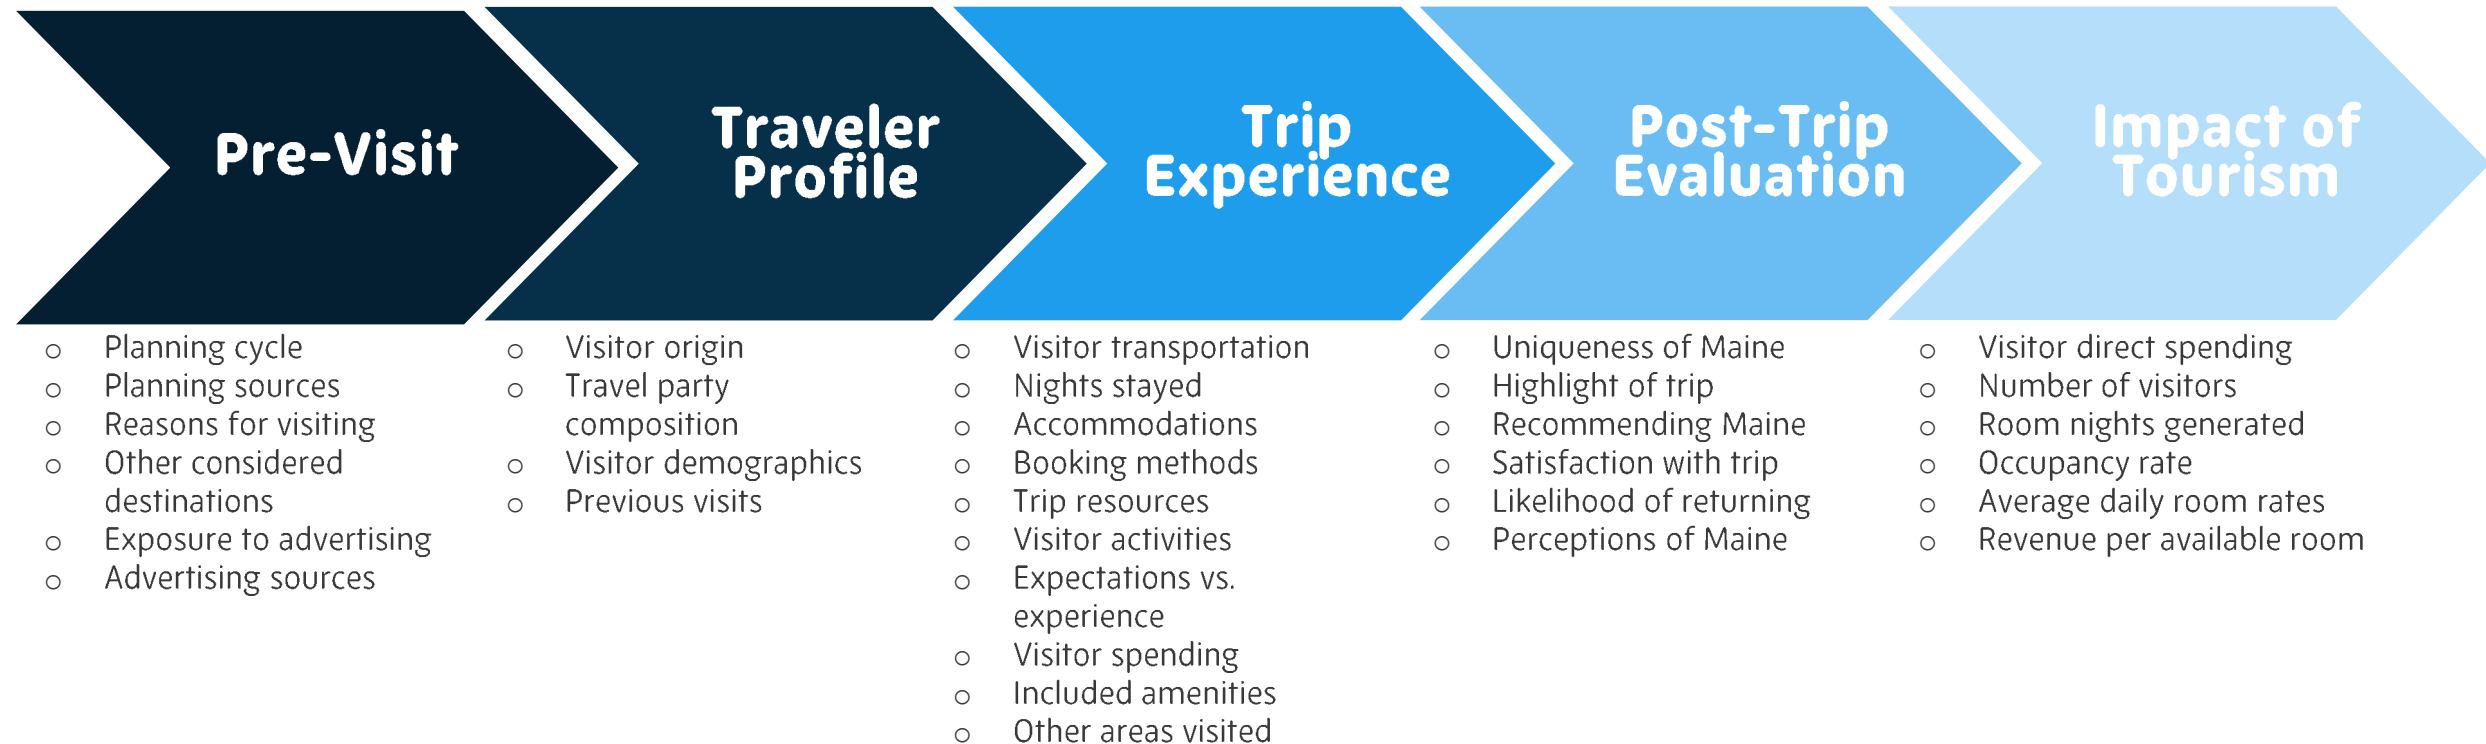 Pre-Visit
Traveler
Profile
Trip
Experience
Post-Trip
Evaluation
Impact of
Tourism
o Planning cycle
o Planning sources
o Reasons for visiting
o Other considered
destinations
o Exposure to advertising
o Advertising sources
o Visitor origin
o Travel party
composition
o Visitor demographics
o Previous visits
o Visitor transportation
o Nights stayed
o Accommodations
o Booking methods
o Trip resources
o Visitor activities
o Expectations vs.
experience
o Visitor spending
o Included amenities
o Other areas visited
o Uniqueness of Maine
o Highlight of trip
o Recommending Maine
o Satisfaction with trip
o Likelihood of returning
o Perceptions of Maine
o Visitor direct spending
o Number of visitors
o Room nights generated
o Occupancy rate
o Average daily room rates
o Revenue per available room